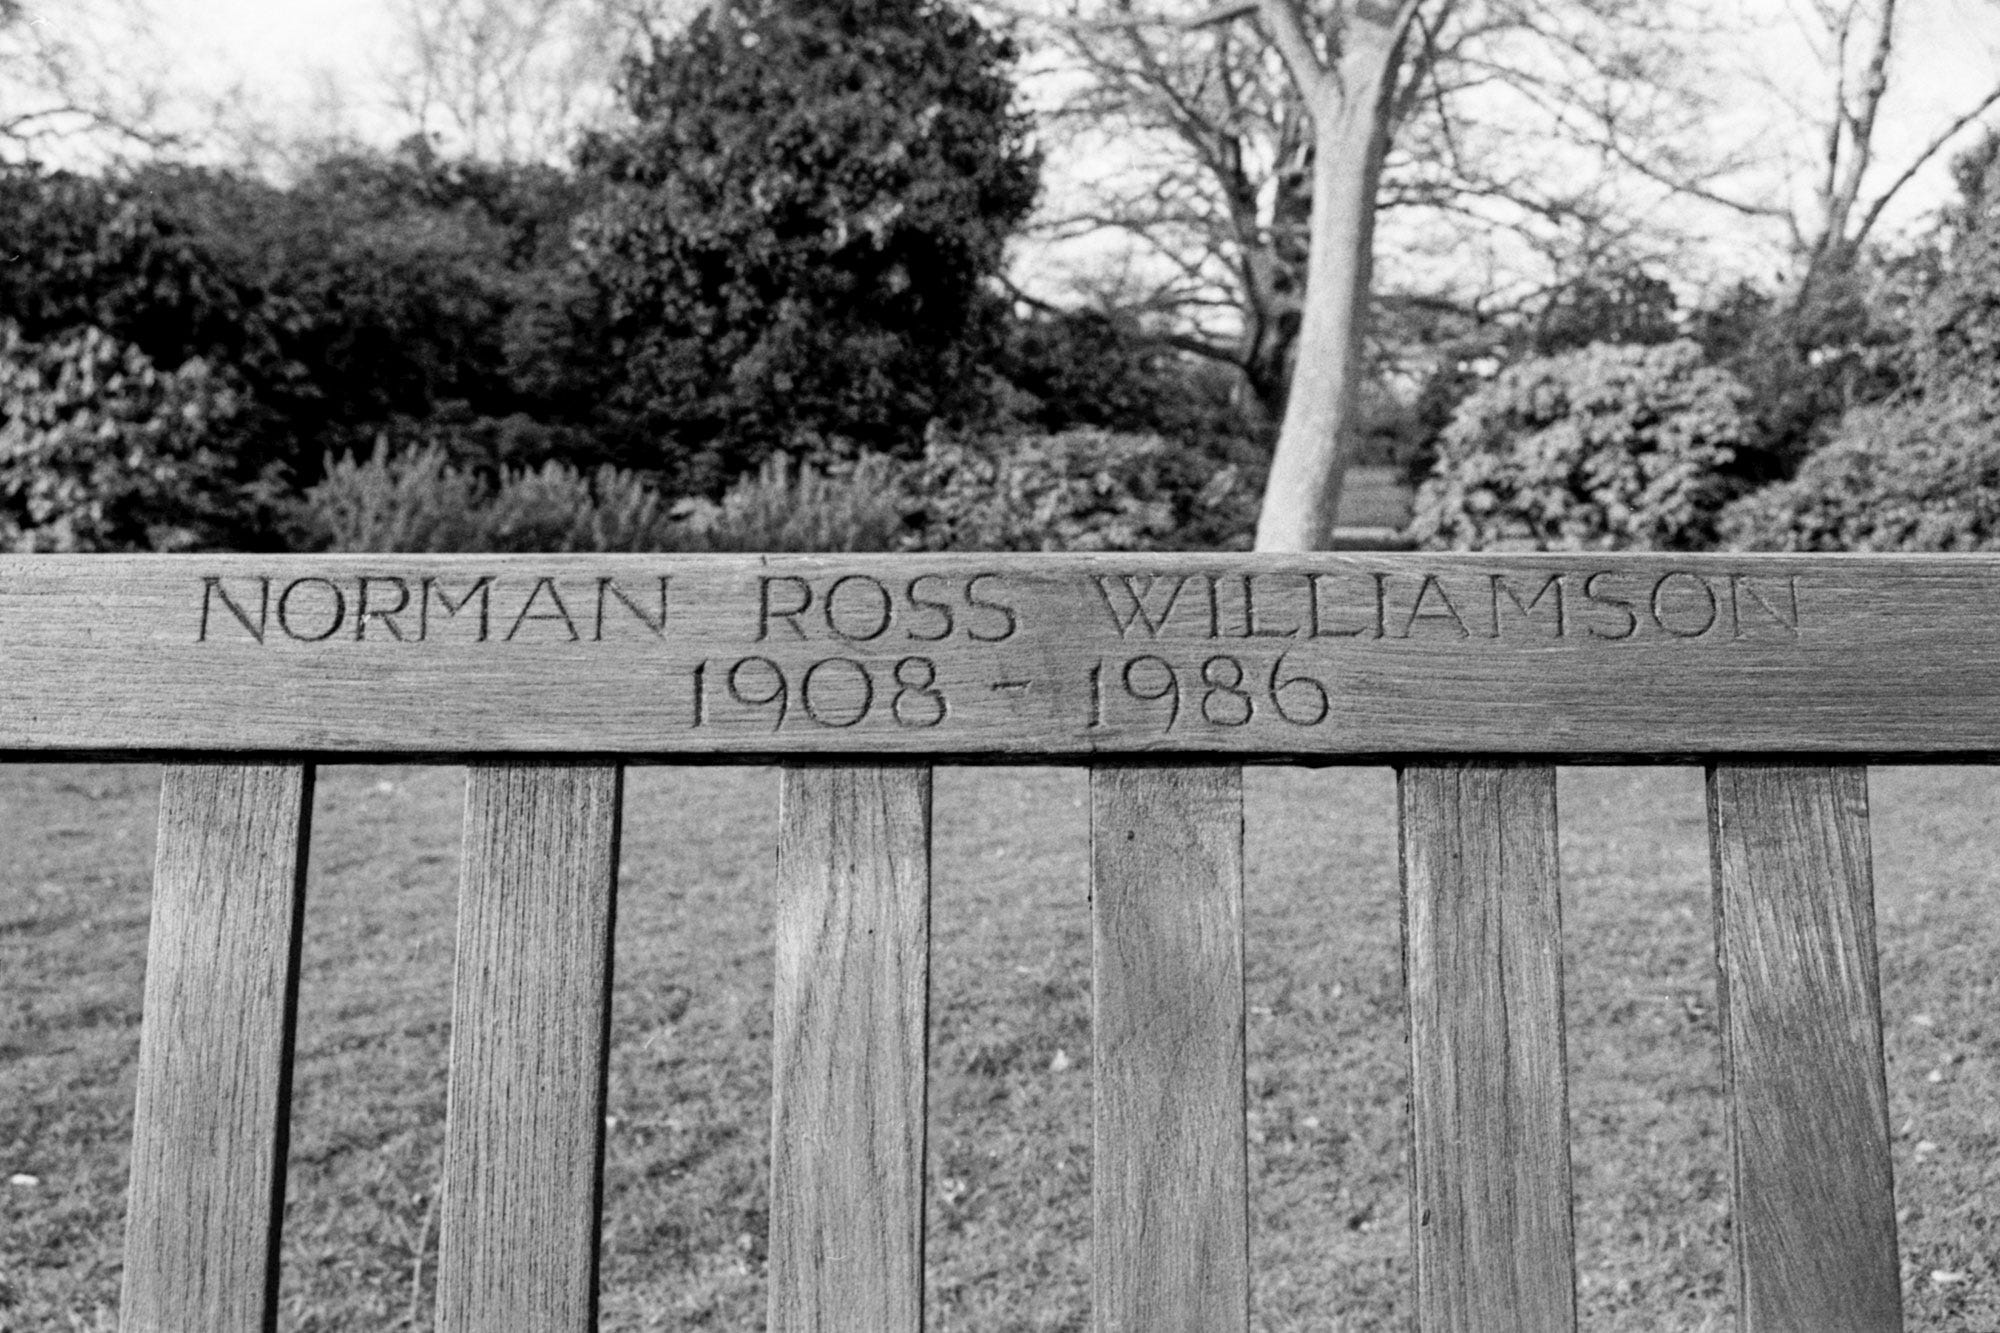 NORMAN ROSS WILLIAMSON
1908 - 1986